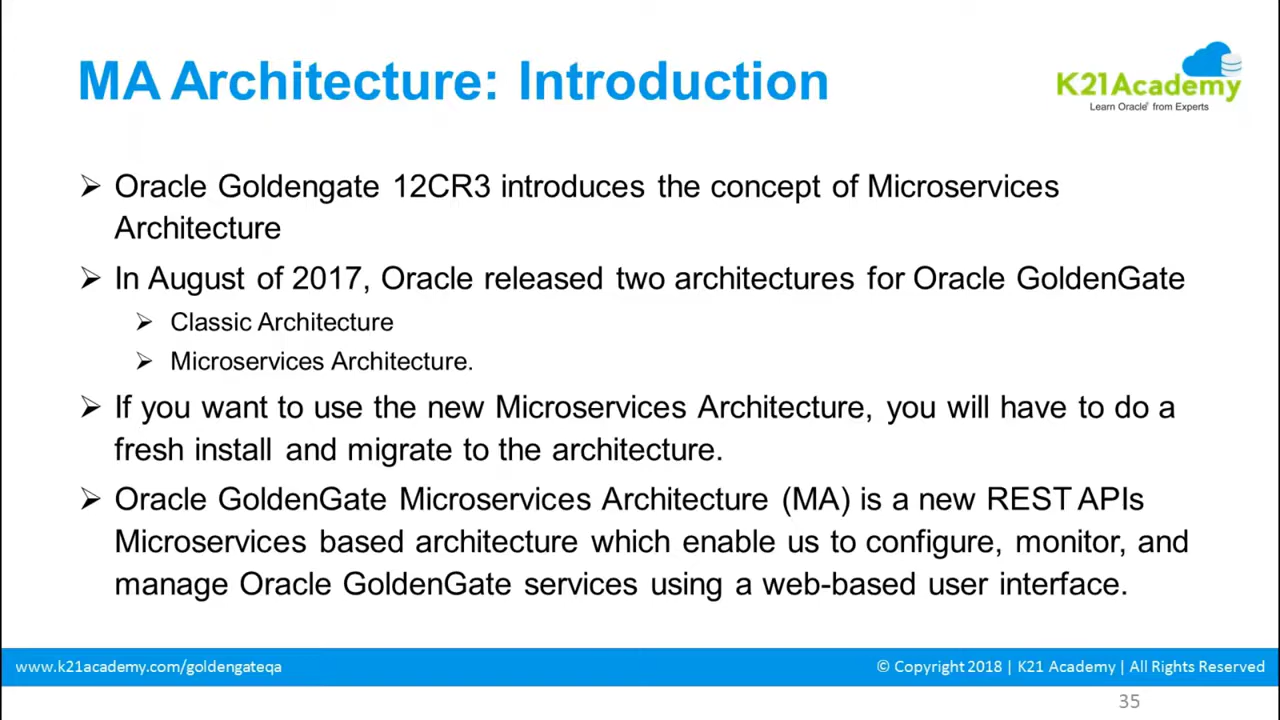 MA Architecture: Introduction
K21Academy
Learn Oracle' from Experts
➢ Oracle Goldengate 12CR3 introduces the concept of Microservices
Architecture
➢ In August of 2017, Oracle released two architectures for Oracle GoldenGate
➢ Classic Architecture
➢ Microservices Architecture.
➢ If you want to use the new Microservices Architecture, you will have to do a
fresh install and migrate to the architecture.
➢ Oracle GoldenGate Microservices Architecture (MA) is a new REST APIs
Microservices based architecture which enable us to configure, monitor, and
manage Oracle GoldenGate services using a web-based user interface.
www.k21academy.com/goldengateqa
© Copyright 2018 | K21 Academy | All Rights Reserved
35